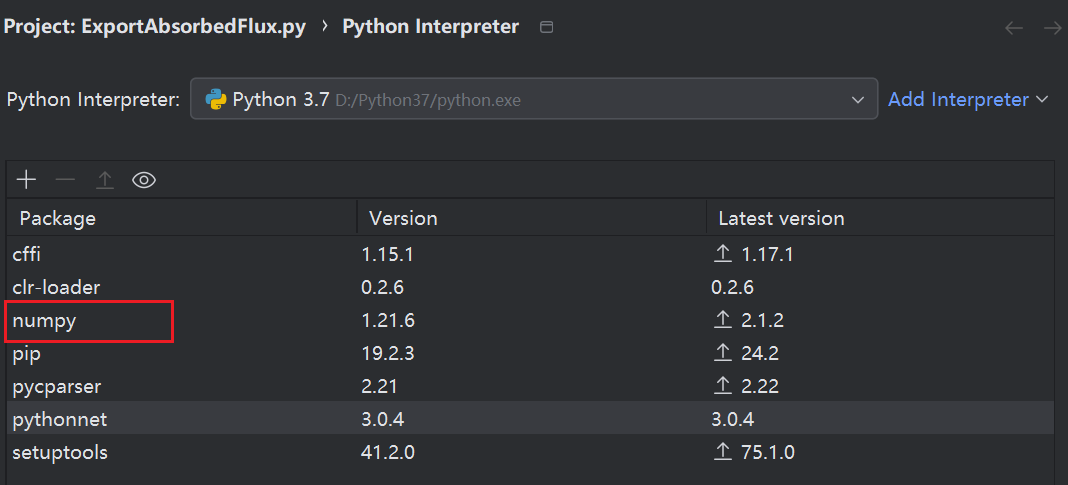 Project: ExportAbsorbedFlux.py › Python Interpreter
Python Interpreter: Python 3.7 D:/Python37/python.exe Add Interpreter
Package Version Latest version
cffi 1.15.1 1.17.1
clr-loader 0.2.6 0.2.6
numpy 1.21.6 2.1.2
pip 19.2.3 24.2
pycparser 2.21 2.22
pythonnet 3.0.4 3.0.4
setuptools 41.2.0 75.1.0